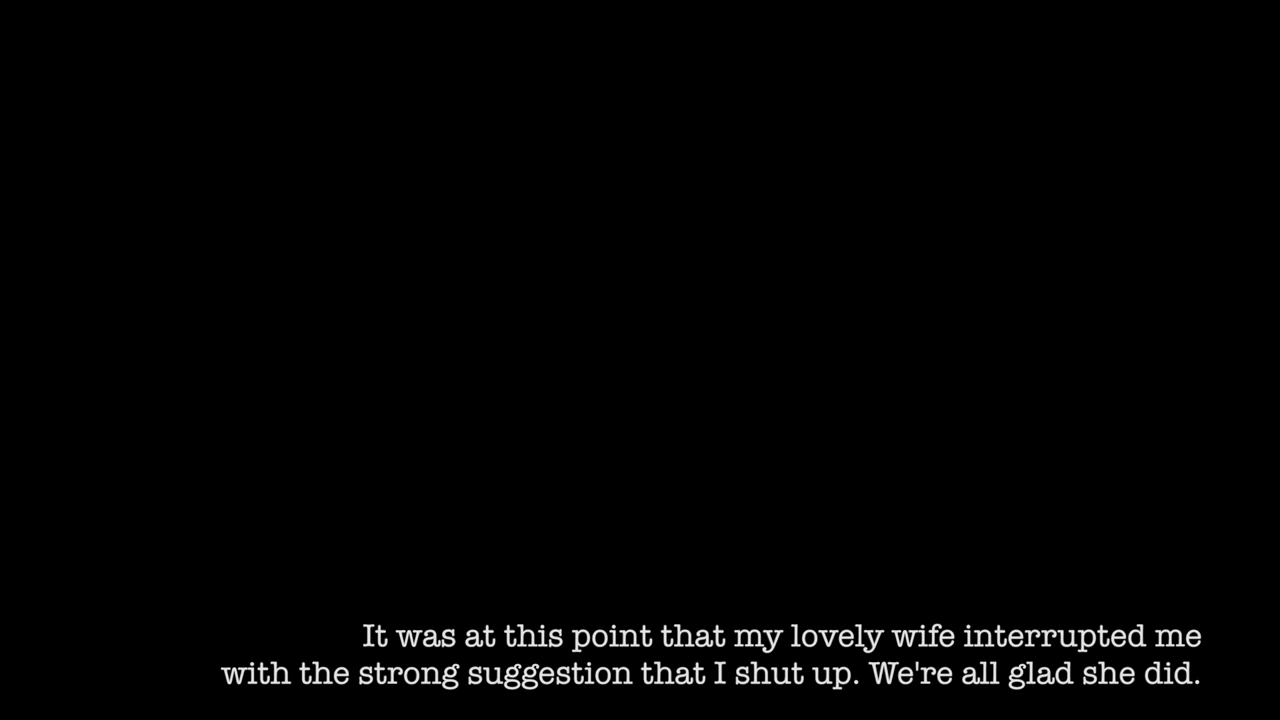 It was at this point that my lovely wife interrupted me
with the strong suggestion that I shut up. We're all glad she did.